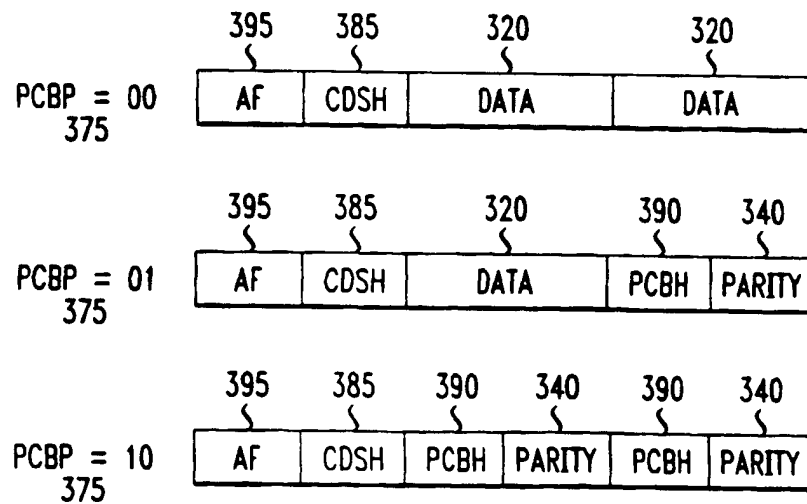 395 385 320 320
PCBP = 00 AF CDSH DATA DATA
375
395 385 320 390 340
PCBP = 01 AF CDSH DATA PCBH PARITY
375
395 385 390 340 390 340
PCBP = 10 AF CDSH PCBH PARITY PCBH PARITY
375